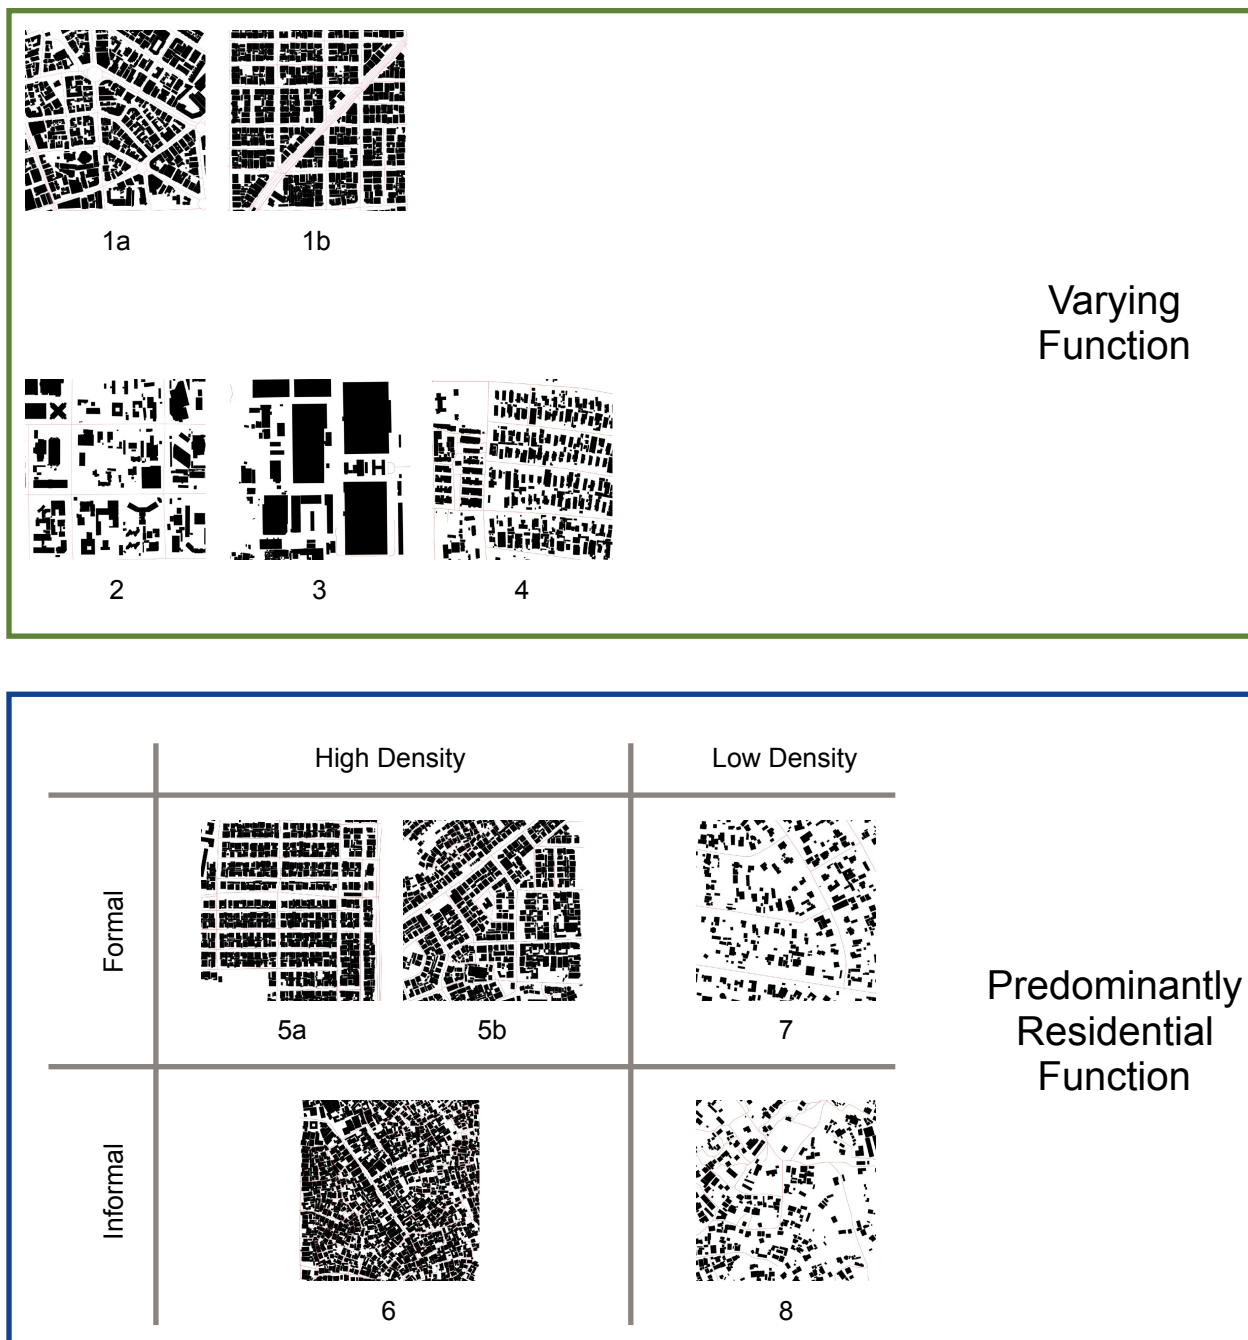 1a
1b
Varying
Function
2
3
4
High Density
Low Density
Formal
5a
5b
7
Predominantly
Residential
Function
Informal
6
8